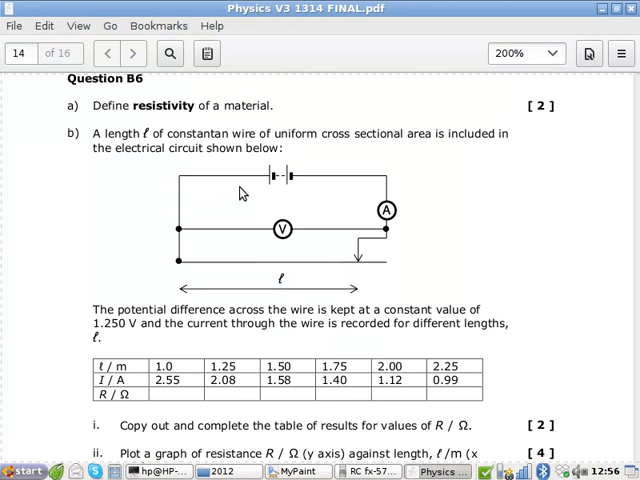 Physics V3 1314 FINAL.pdf
File Edit View Go Bookmarks Help
14 of 16 200%
Question B6
a) Define resistivity of a material. [ 2 ]
b) A length ℓ of constantan wire of uniform cross sectional area is included in
the electrical circuit shown below:
A
V
ℓ
The potential difference across the wire is kept at a constant value of
1.250 V and the current through the wire is recorded for different lengths,
ℓ.
ℓ / m 1.0 1.25 1.50 1.75 2.00 2.25
I / A 2.55 2.08 1.58 1.40 1.12 0.99
R / Ω
i. Copy out and complete the table of results for values of R / Ω. [ 2 ]
ii. Plot a graph of resistance R / Ω (y axis) against length, ℓ /m (x [ 4 ]
start hp@HP-... 2012 MyPaint RC fx-57... Physics ... 12:56